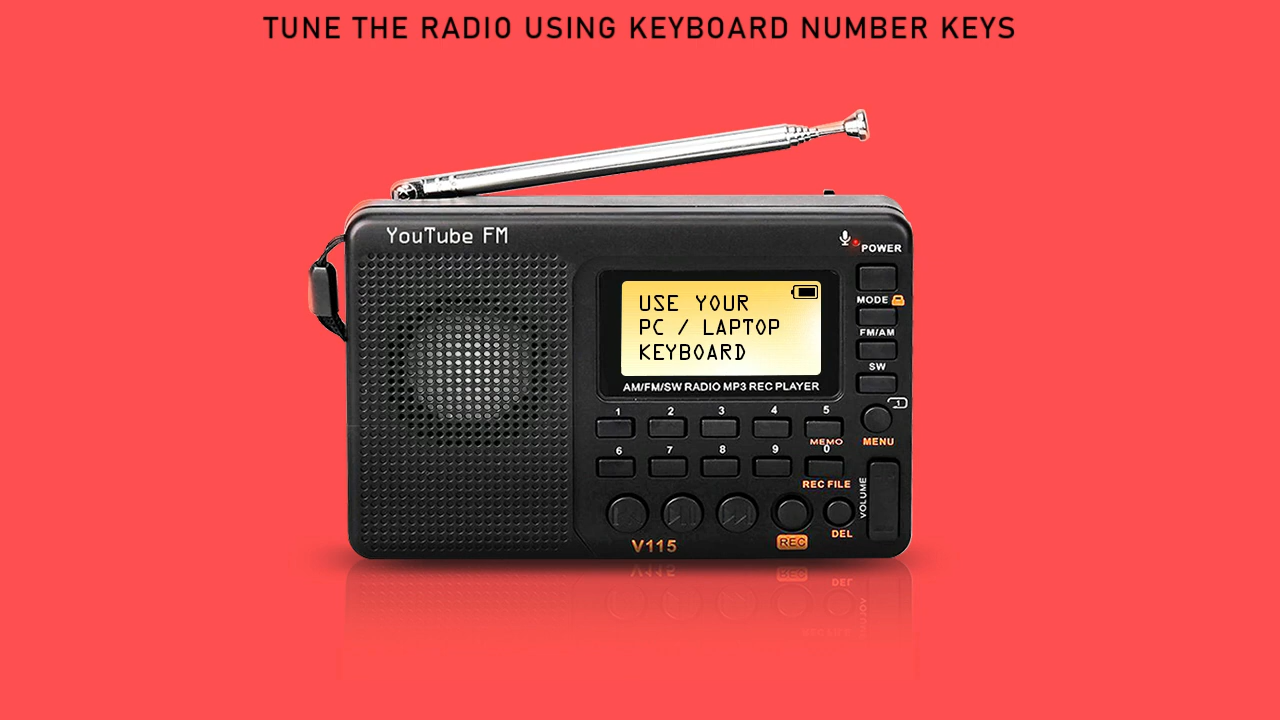 TUNE THE RADIO USING KEYBOARD NUMBER KEYS
YouTube FM
POWER
USE YOUR
PC / LAPTOP
KEYBOARD
MODE
FM/AM
SW
AM/FM/SW RADIO MP3 REC PLAYER
1
1 2 3 4 5
MEMO
MENU
6 7 8 9 0
REC FILE
VOLUME
V115
REC
DEL